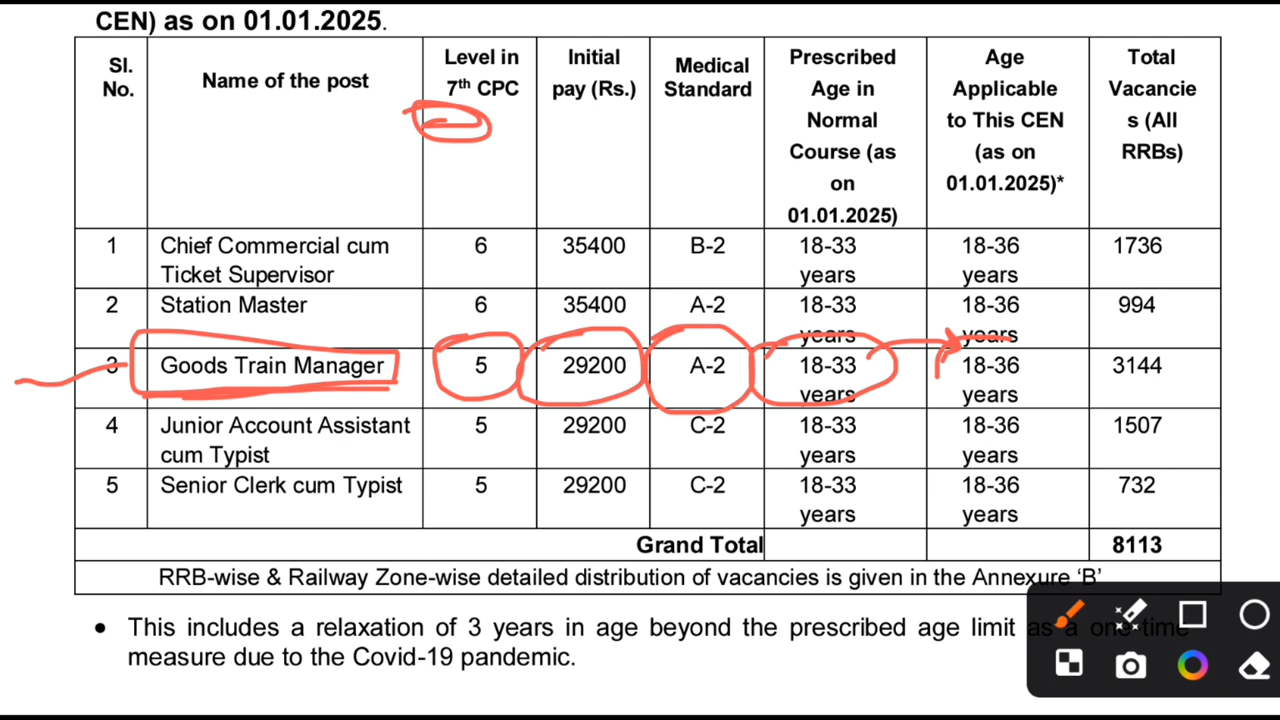 CEN) as on 01.01.2025.
Sl. No. Name of the post Level in 7th CPC Initial pay (Rs.) Medical Standard Prescribed Age in Normal Course (as on 01.01.2025) Age Applicable to This CEN (as on 01.01.2025)* Total Vacancie s (All RRBs)
1 Chief Commercial cum Ticket Supervisor 6 35400 B-2 18-33 years 18-36 years 1736
2 Station Master 6 35400 A-2 18-33 years 18-36 years 994
3 Goods Train Manager 5 29200 A-2 18-33 years 18-36 years 3144
4 Junior Account Assistant cum Typist 5 29200 C-2 18-33 years 18-36 years 1507
5 Senior Clerk cum Typist 5 29200 C-2 18-33 years 18-36 years 732
Grand Total 8113
RRB-wise & Railway Zone-wise detailed distribution of vacancies is given in the Annexure ‘B’
• This includes a relaxation of 3 years in age beyond the prescribed age limit as a one-time
measure due to the Covid-19 pandemic.